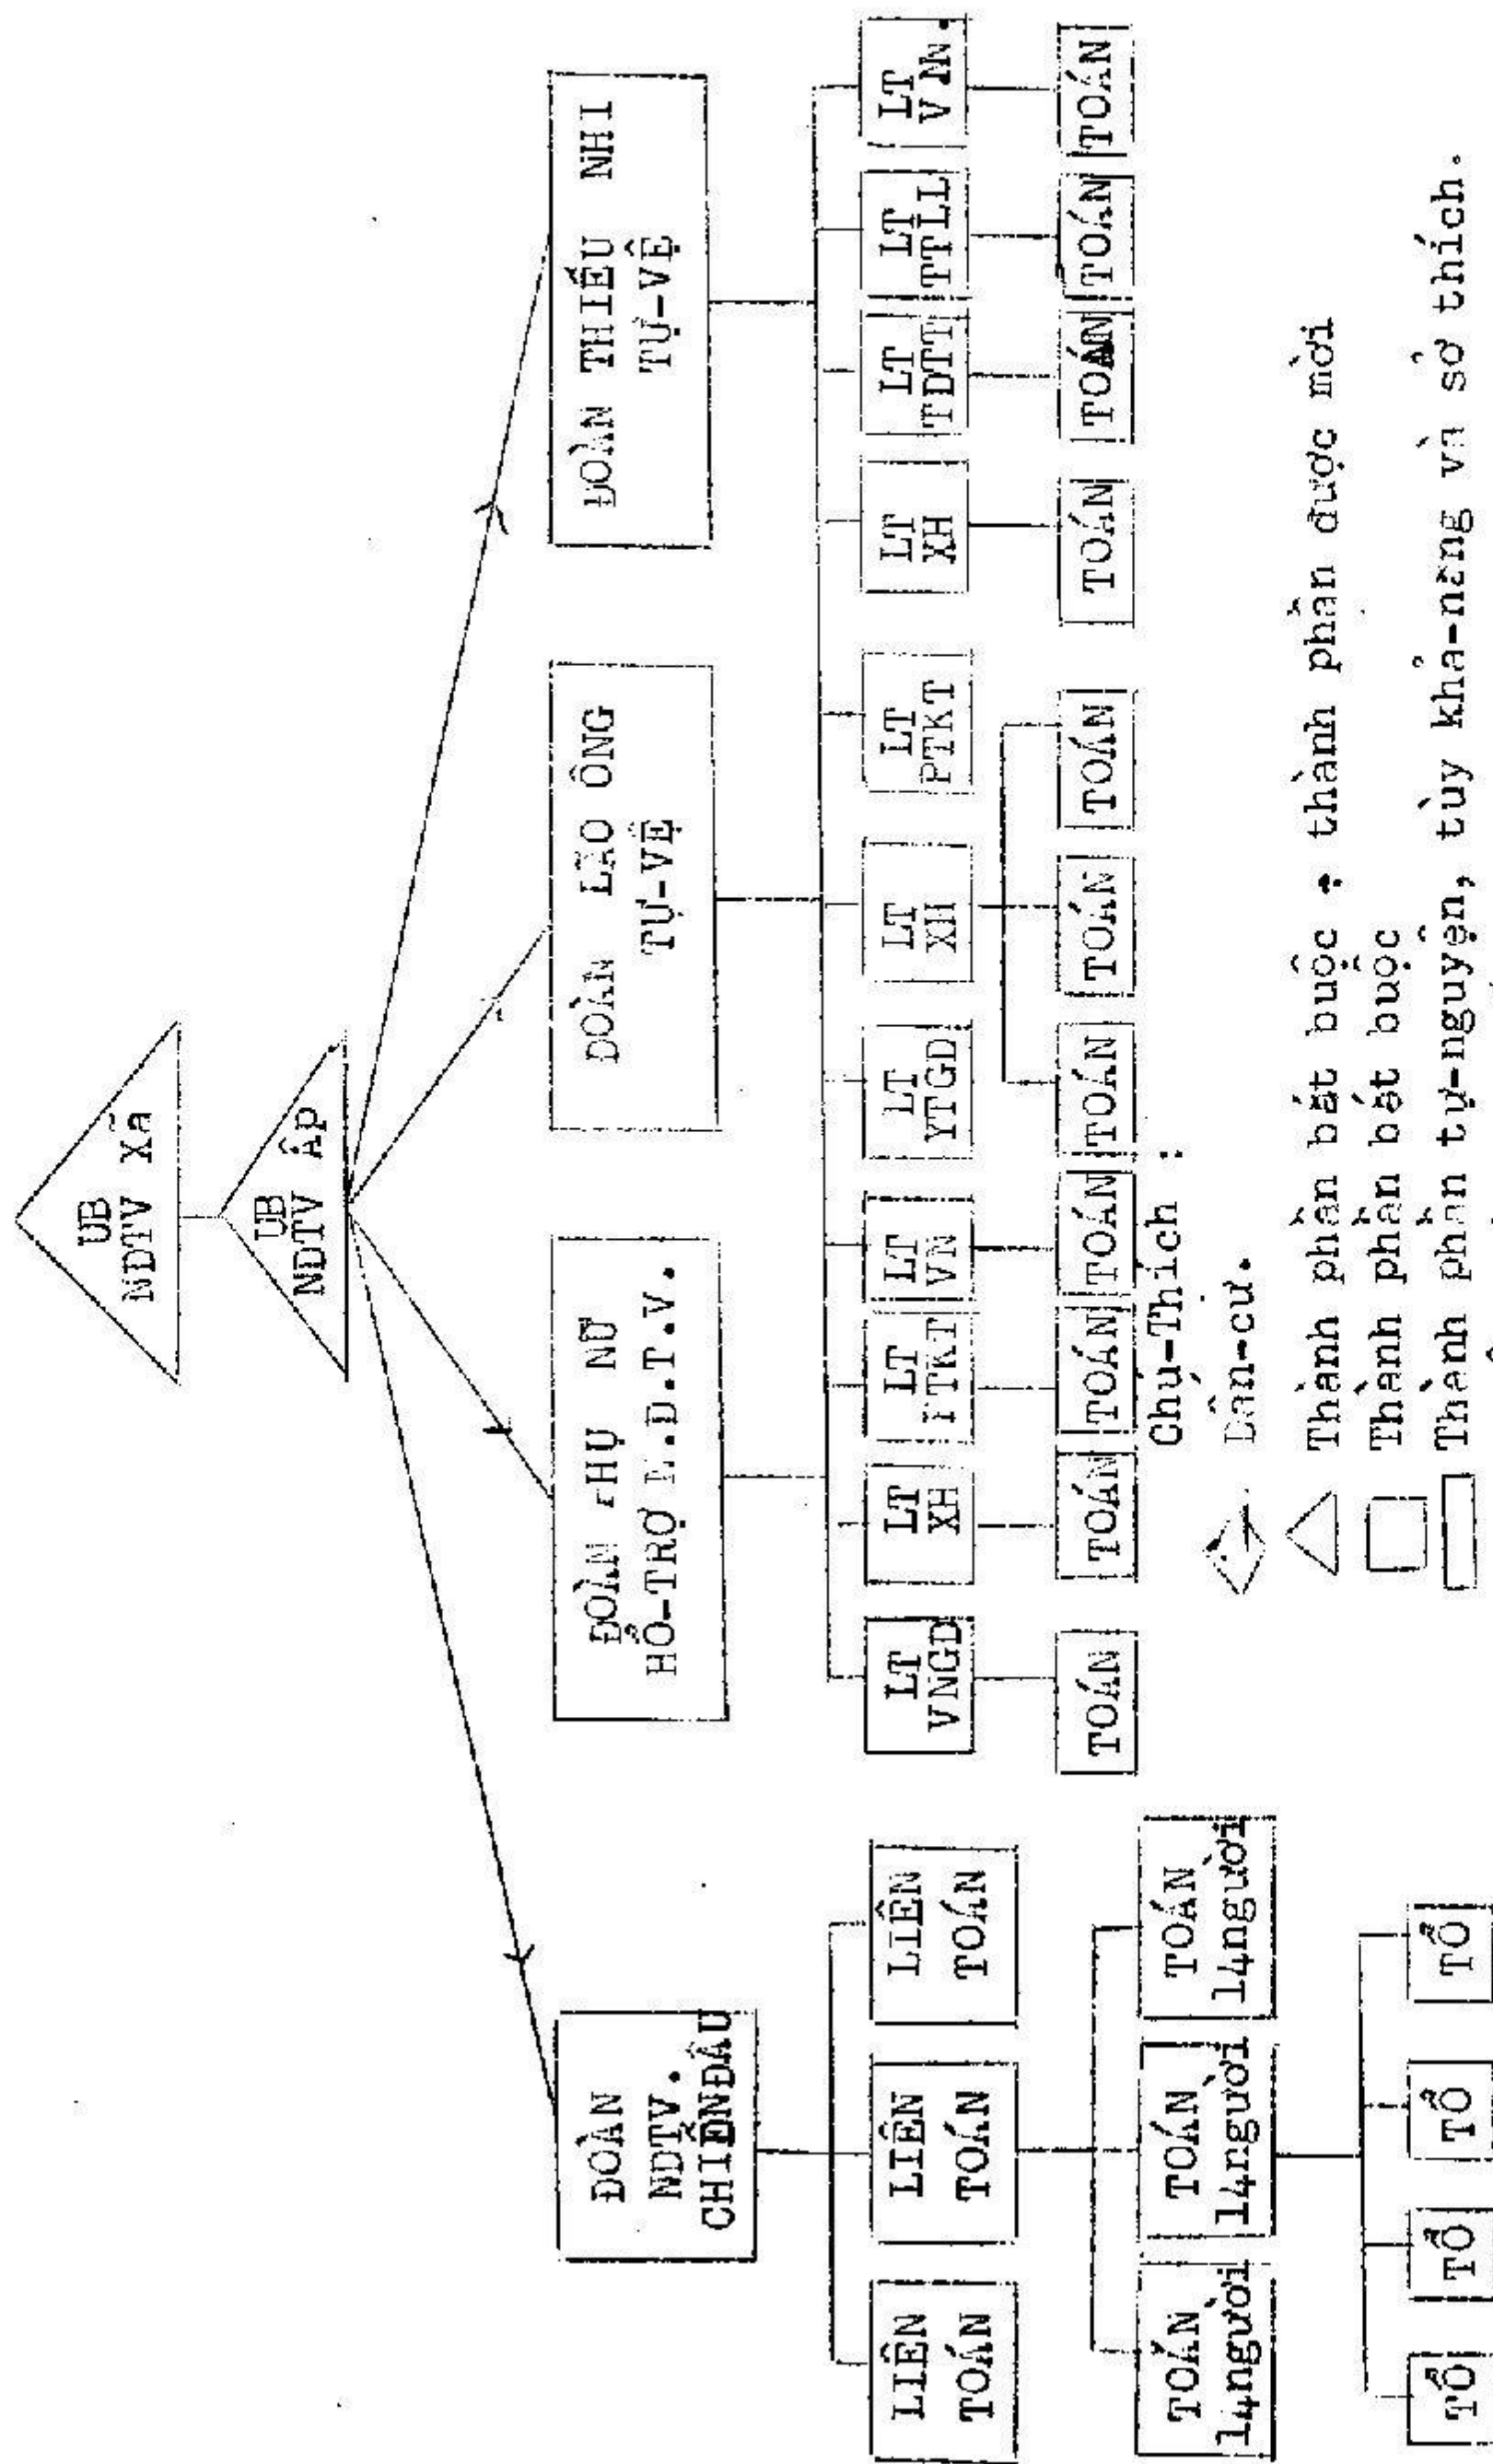 UB
NDTV Xã
UB
NDTV ẤP
ĐOÀN
NDTV.
CHIẾN ĐẤU
ĐOÀN PHỤ NỮ
HỖ-TRỢ N.D.T.V.
ĐOÀN LÃO ÔNG
TỰ-VỆ
ĐOÀN THIẾU NHI
TỰ-VỆ
LIÊN
TOÁN
LIÊN
TOÁN
LIÊN
TOÁN
LT
VNGD
LT
XH
LT
PTKT
LT
VN
LT
YTGD
LT
XH
LT
PTKT
LT
XH
LT
TDTT
LT
TTLL
LT
V.N.
TOÁN
TOÁN
TOÁN
TOÁN
TOÁN
TOÁN
TOÁN
TOÁN
TOÁN
TOÁN
TOÁN
TOÁN
14người
TOÁN
14người
TOÁN
14người
TỔ
TỔ
TỔ
TỔ
Chú-Thích :
Dân-cư.
Thành phần bắt buộc + thành phần được mời
Thành phần bắt buộc
Thành phần tự-nguyện, tùy khả-năng và sở thích.